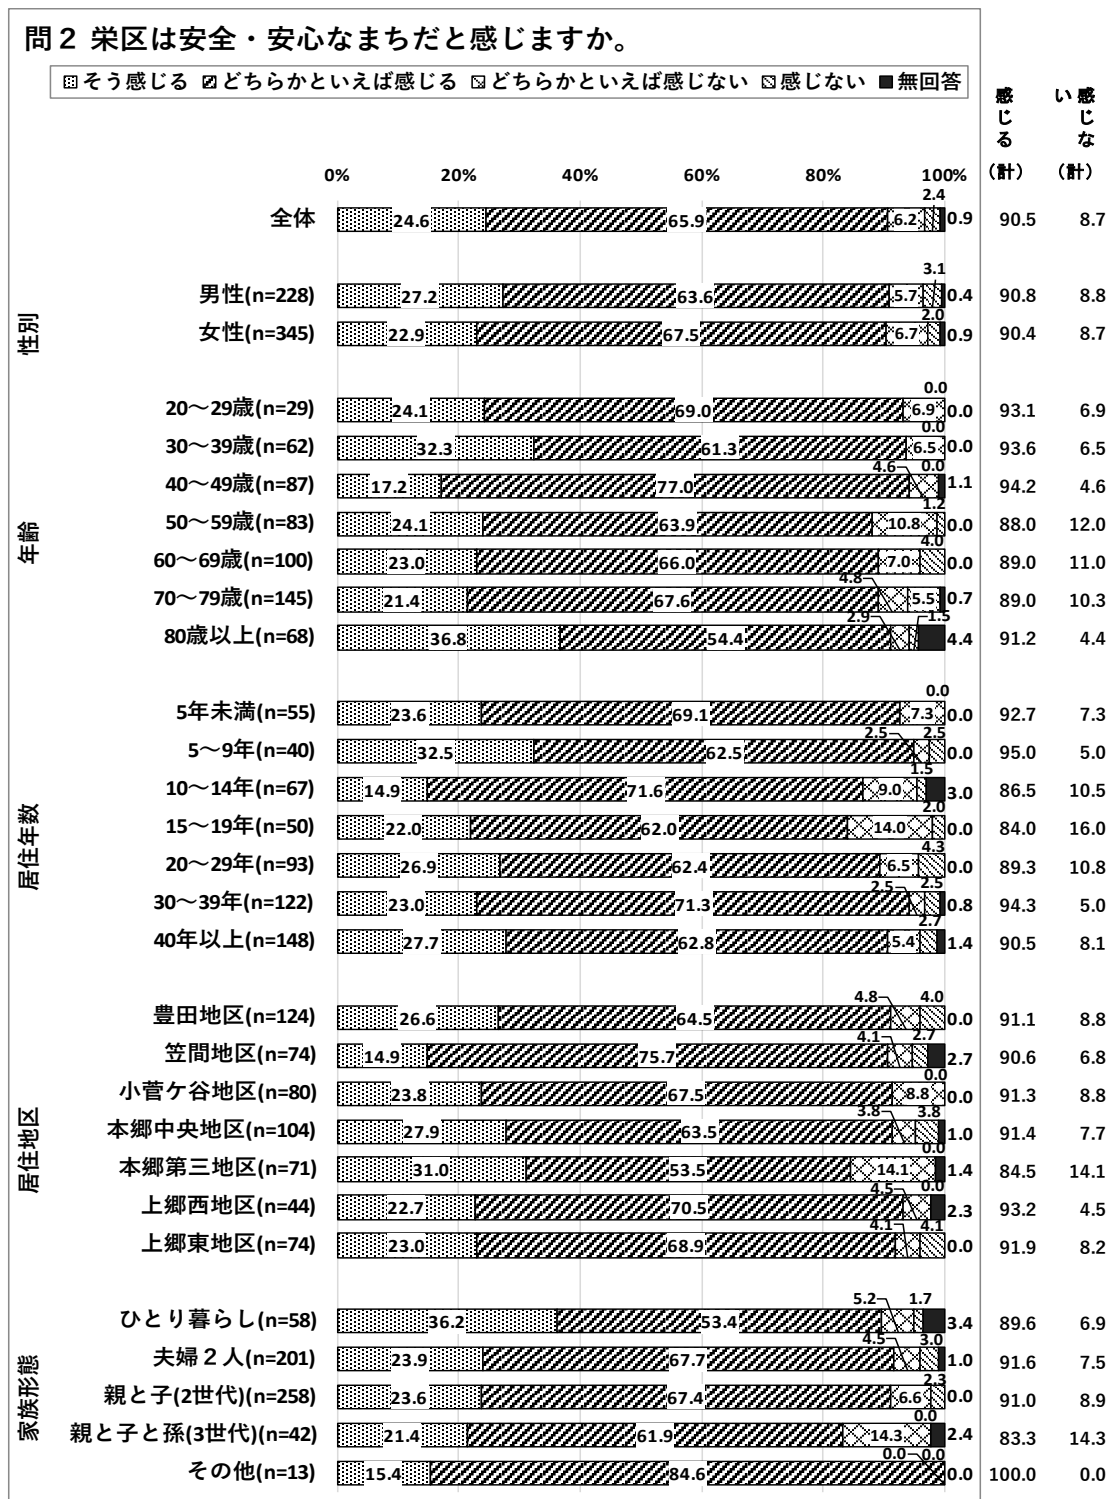 問２ 栄区は安全・安心なまちだと感じますか。
そう感じる どちらかといえば感じる どちらかといえば感じない 感じない 無回答
感じる（計） 感じない（計）
0% 20% 40% 60% 80% 100%
全体 24.6 65.9 6.2 2.4 0.9 90.5 8.7
性別
男性(n=228) 27.2 63.6 5.7 3.1 0.4 90.8 8.8
女性(n=345) 22.9 67.5 6.7 2.0 0.9 90.4 8.7
年齢
20～29歳(n=29) 24.1 69.0 6.9 0.0 0.0 93.1 6.9
30～39歳(n=62) 32.3 61.3 6.5 0.0 0.0 93.6 6.5
40～49歳(n=87) 17.2 77.0 4.6 0.0 1.1 94.2 4.6
50～59歳(n=83) 24.1 63.9 10.8 1.2 0.0 88.0 12.0
60～69歳(n=100) 23.0 66.0 7.0 4.0 0.0 89.0 11.0
70～79歳(n=145) 21.4 67.6 4.8 5.5 0.7 89.0 10.3
80歳以上(n=68) 36.8 54.4 2.9 1.5 4.4 91.2 4.4
居住年数
5年未満(n=55) 23.6 69.1 7.3 0.0 0.0 92.7 7.3
5～9年(n=40) 32.5 62.5 2.5 2.5 0.0 95.0 5.0
10～14年(n=67) 14.9 71.6 9.0 1.5 3.0 86.5 10.5
15～19年(n=50) 22.0 62.0 14.0 2.0 0.0 84.0 16.0
20～29年(n=93) 26.9 62.4 6.5 4.3 0.0 89.3 10.8
30～39年(n=122) 23.0 71.3 2.5 2.5 0.8 94.3 5.0
40年以上(n=148) 27.7 62.8 5.4 2.7 1.4 90.5 8.1
居住地区
豊田地区(n=124) 26.6 64.5 4.8 4.0 0.0 91.1 8.8
笠間地区(n=74) 14.9 75.7 4.1 2.7 2.7 90.6 6.8
小菅ケ谷地区(n=80) 23.8 67.5 8.8 0.0 0.0 91.3 8.8
本郷中央地区(n=104) 27.9 63.5 3.8 3.8 1.0 91.4 7.7
本郷第三地区(n=71) 31.0 53.5 14.1 0.0 1.4 84.5 14.1
上郷西地区(n=44) 22.7 70.5 4.5 0.0 2.3 93.2 4.5
上郷東地区(n=74) 23.0 68.9 4.1 4.1 0.0 91.9 8.2
家族形態
ひとり暮らし(n=58) 36.2 53.4 5.2 1.7 3.4 89.6 6.9
夫婦２人(n=201) 23.9 67.7 4.5 3.0 1.0 91.6 7.5
親と子(2世代)(n=258) 23.6 67.4 6.6 2.3 0.0 91.0 8.9
親と子と孫(3世代)(n=42) 21.4 61.9 14.3 0.0 2.4 83.3 14.3
その他(n=13) 15.4 84.6 0.0 0.0 0.0 100.0 0.0